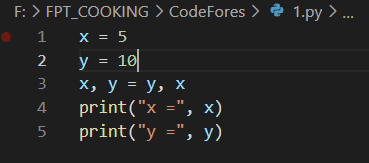 F: > FPT_COOKING > CodeFores > 1.py > ...
1 x = 5
2 y = 10
3 x, y = y, x
4 print("x =", x)
5 print("y =", y)